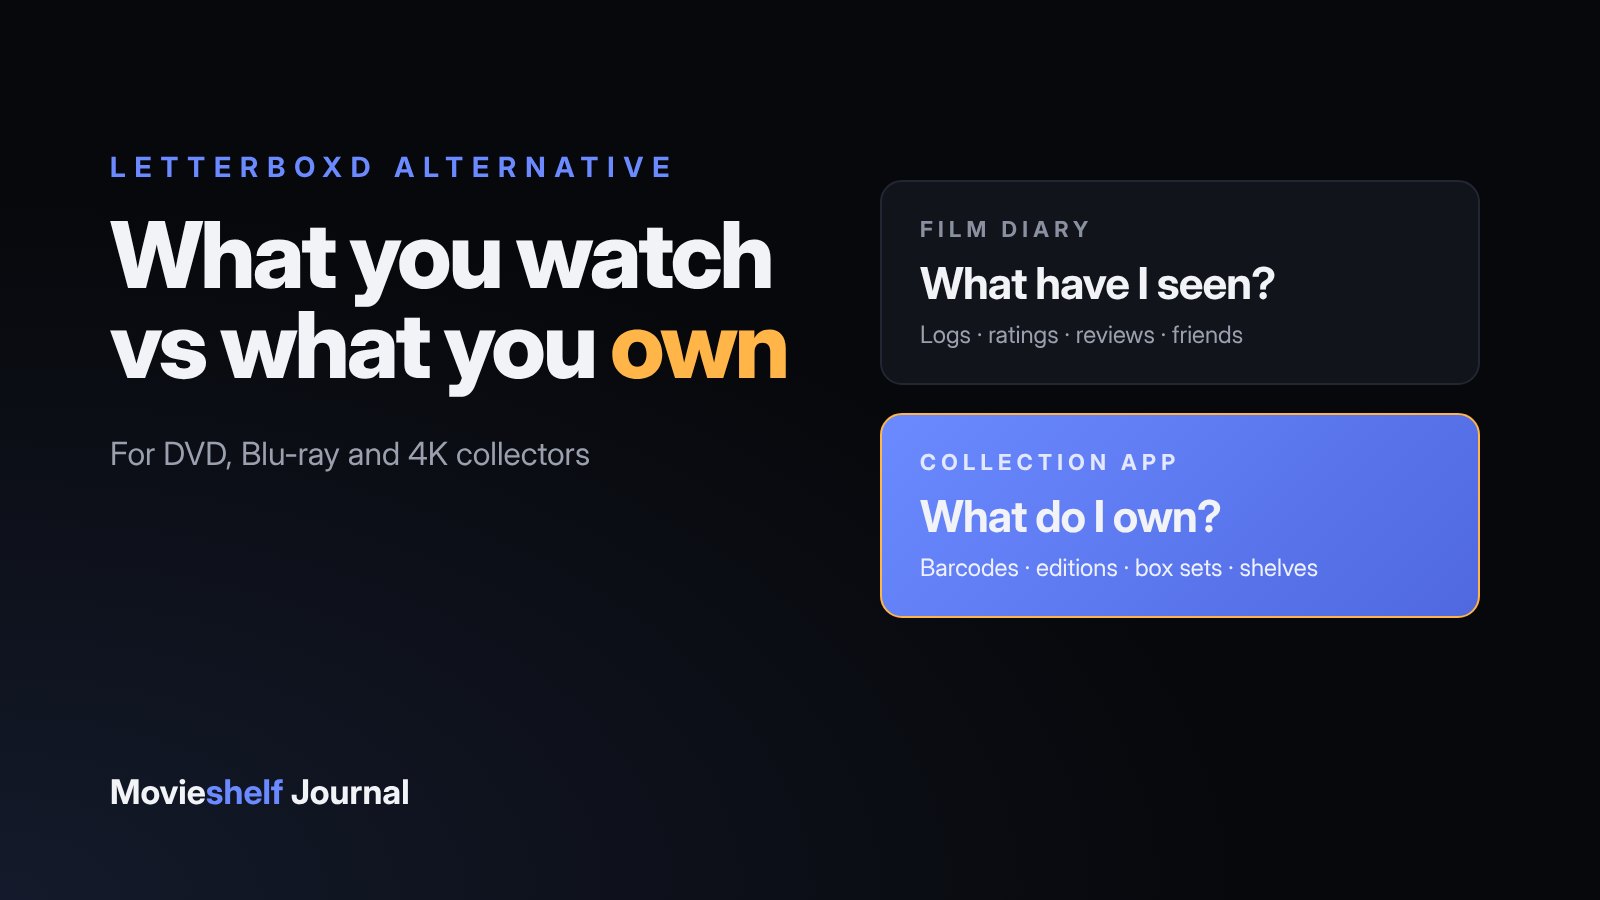 LETTERBOXD ALTERNATIVE
What you watch
vs what you own
For DVD, Blu-ray and 4K collectors
FILM DIARY
What have I seen?
Logs · ratings · reviews · friends
COLLECTION APP
What do I own?
Barcodes · editions · box sets · shelves
Movieshelf Journal